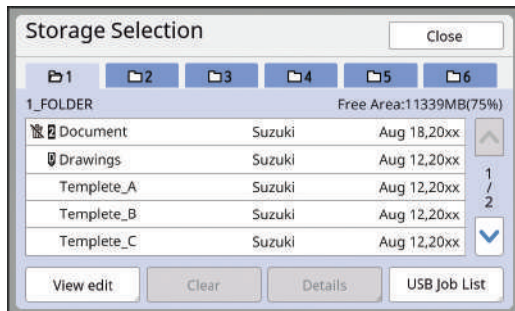 Storage Selection
Close
1 2 3 4 5 6
1_FOLDER Free Area:11339MB(75%)
2 Document Suzuki Aug 18,20xx
Drawings Suzuki Aug 12,20xx
Templete_A Suzuki Aug 12,20xx
Templete_B Suzuki Aug 12,20xx
Templete_C Suzuki Aug 12,20xx
1
/
2
View edit Clear Details USB Job List